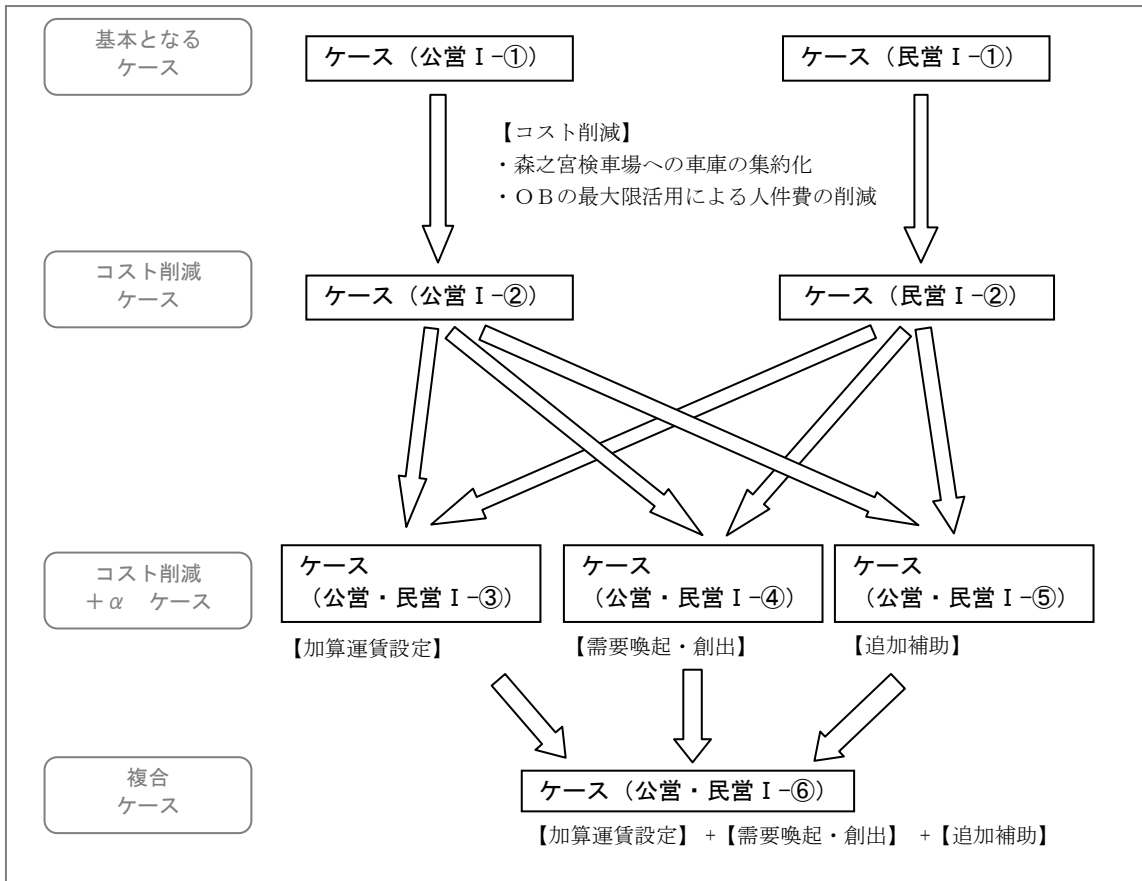 基本となる
ケース
ケース（公営Ⅰ-①）
ケース（民営Ⅰ-①）
【コスト削減】
・森之宮検車場への車庫の集約化
・ＯＢの最大限活用による人件費の削減
コスト削減
ケース
ケース（公営Ⅰ-②）
ケース（民営Ⅰ-②）
コスト削減
＋α　ケース
ケース
（公営・民営Ⅰ-③）
ケース
（公営・民営Ⅰ-④）
ケース
（公営・民営Ⅰ-⑤）
【加算運賃設定】
【需要喚起・創出】
【追加補助】
複合
ケース
ケース（公営・民営Ⅰ-⑥）
【加算運賃設定】＋【需要喚起・創出】＋【追加補助】